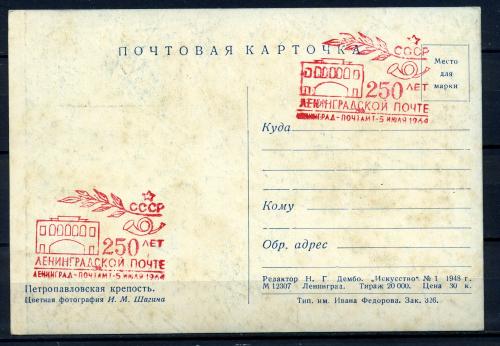 ПОЧТОВАЯ КАРТОЧКА
СССР
250 ЛЕТ
ЛЕНИНГРАДСКОЙ ПОЧТЕ
ЛЕНИНГРАД-ПОЧТАМТ-5 ИЮЛЯ 1964
Место
для
марки
Куда
Кому
Обр. адрес
СССР
250 ЛЕТ
ЛЕНИНГРАДСКОЙ ПОЧТЕ
ЛЕНИНГРАД-ПОЧТАМТ-5 ИЮЛЯ 1964
Петропавловская крепость.
Цветная фотография И. М. Шагина
Редактор Н. Г. Дембо. „Искусство" № 1 1948 г.
М 12307 Ленинград. Тираж 20 000. Цена 30 к.
Тип. им. Ивана Федорова. Зак. 326.